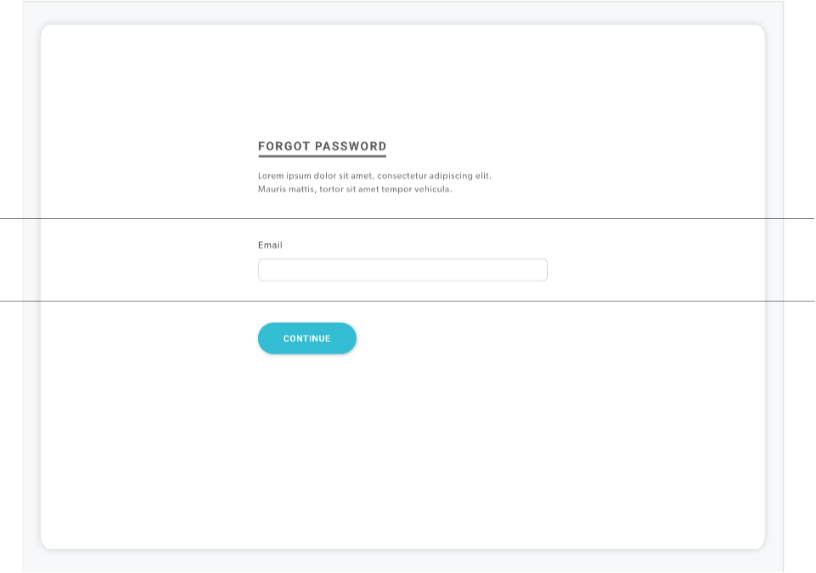 FORGOT PASSWORD
Lorem ipsum dolor sit amet, consectetur adipiscing elit.
Mauris mattis, tortor sit amet tempor vehicula.
Email
CONTINUE